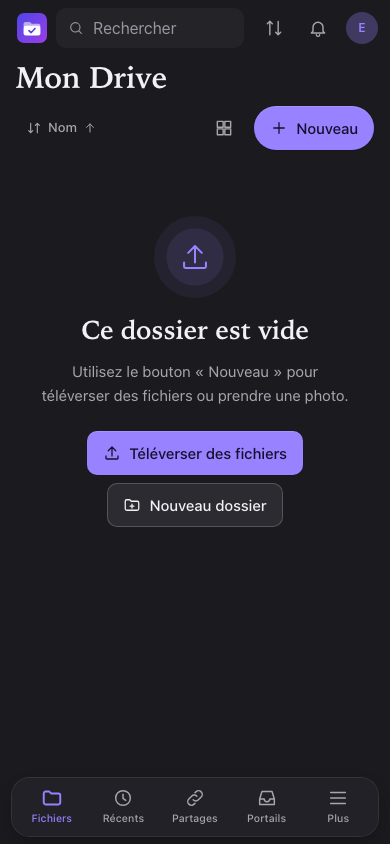 Rechercher
E
Mon Drive
Nom
Nouveau
Ce dossier est vide
Utilisez le bouton « Nouveau » pour
téléverser des fichiers ou prendre une photo.
Téléverser des fichiers
Nouveau dossier
Fichiers
Récents
Partages
Portails
Plus